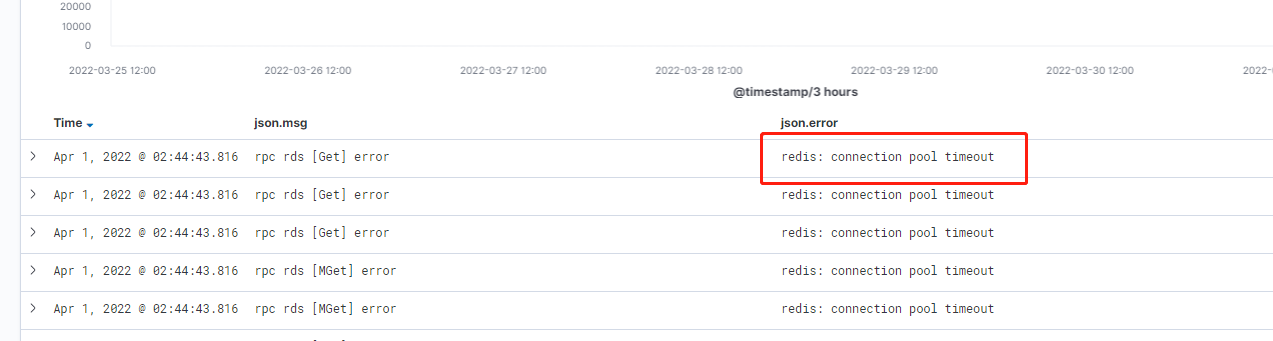 20000
10000
0
2022-03-25 12:00 2022-03-26 12:00 2022-03-27 12:00 2022-03-28 12:00 2022-03-29 12:00 2022-03-30 12:00 2022-0
@timestamp/3 hours
Time json.msg json.error
Apr 1, 2022 @ 02:44:43.816 rpc rds [Get] error redis: connection pool timeout
Apr 1, 2022 @ 02:44:43.816 rpc rds [Get] error redis: connection pool timeout
Apr 1, 2022 @ 02:44:43.816 rpc rds [Get] error redis: connection pool timeout
Apr 1, 2022 @ 02:44:43.816 rpc rds [MGet] error redis: connection pool timeout
Apr 1, 2022 @ 02:44:43.816 rpc rds [MGet] error redis: connection pool timeout